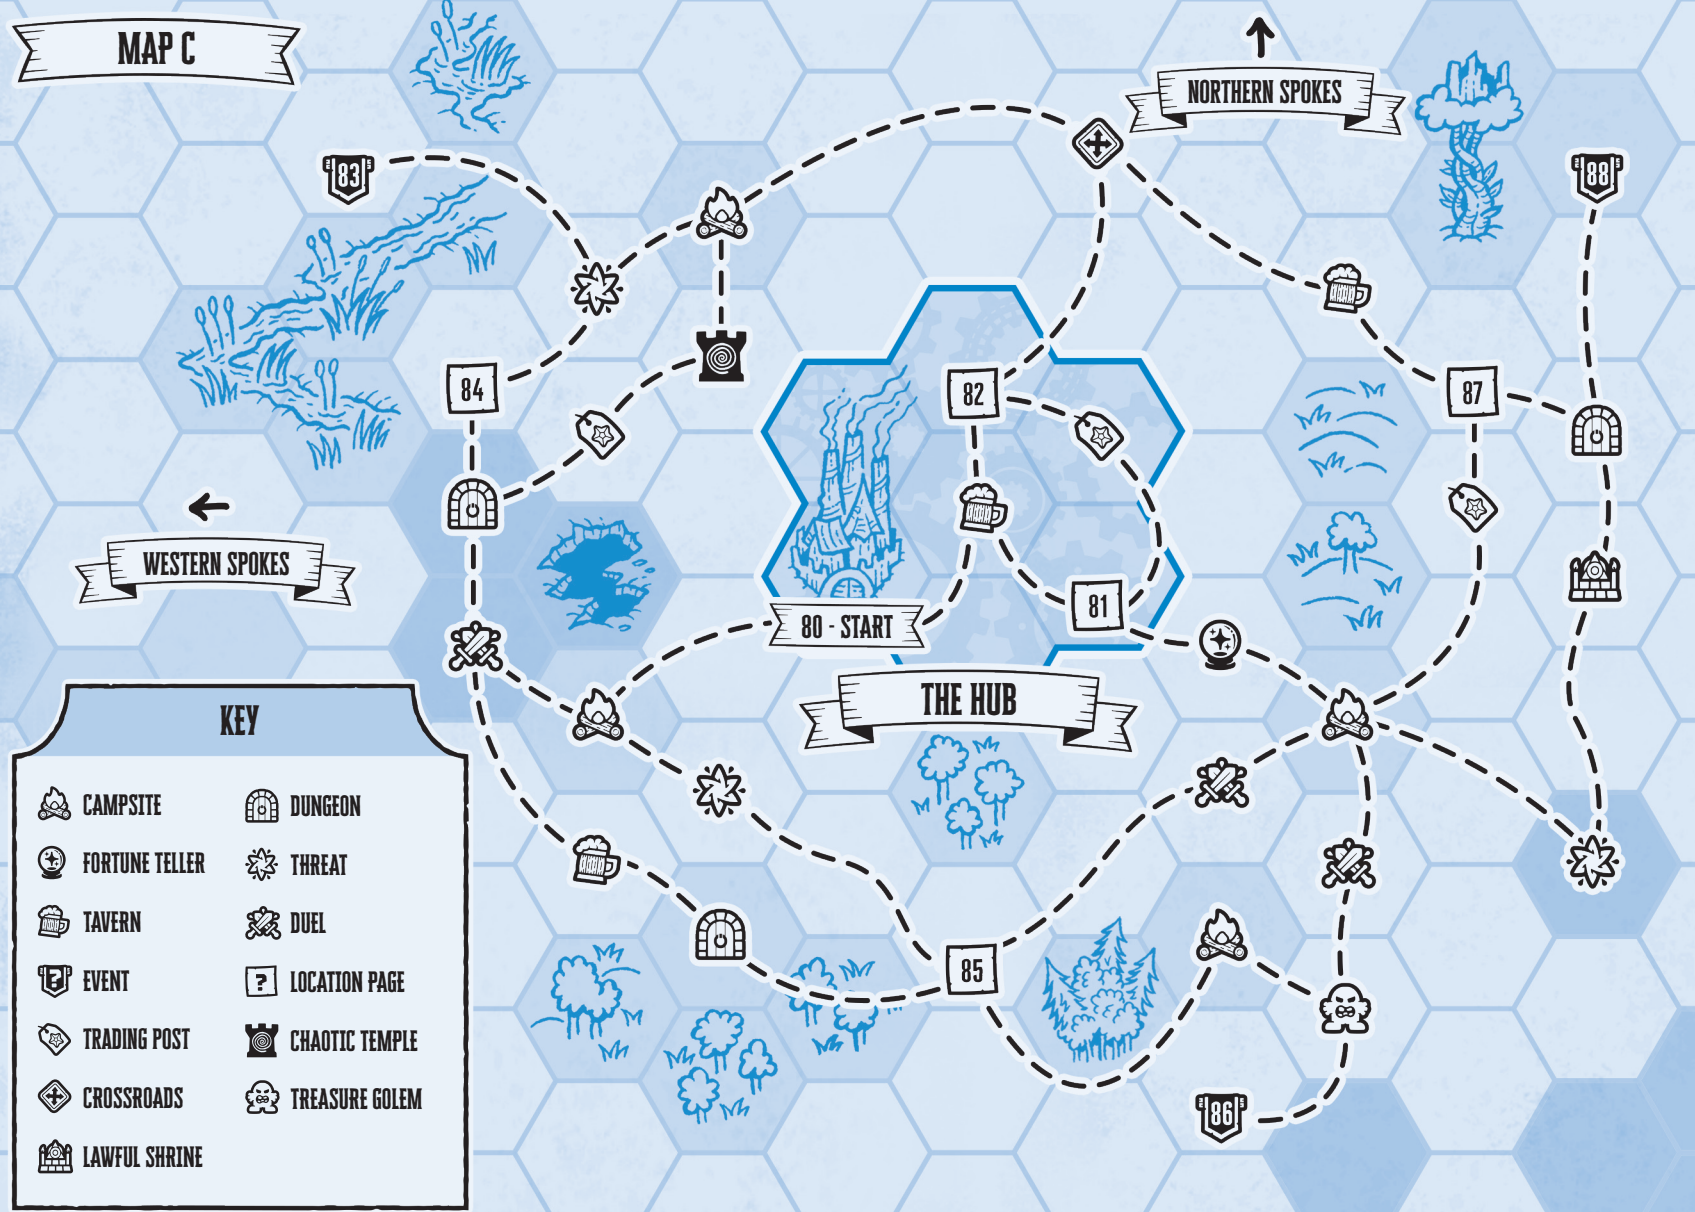 MAP C
NORTHERN SPOKES
83
88
84
82
87
WESTERN SPOKES
80 - START
81
THE HUB
85
86
KEY
CAMPSITE
FORTUNE TELLER
TAVERN
EVENT
TRADING POST
CROSSROADS
LAWFUL SHRINE
DUNGEON
THREAT
DUEL
?
LOCATION PAGE
CHAOTIC TEMPLE
TREASURE GOLEM